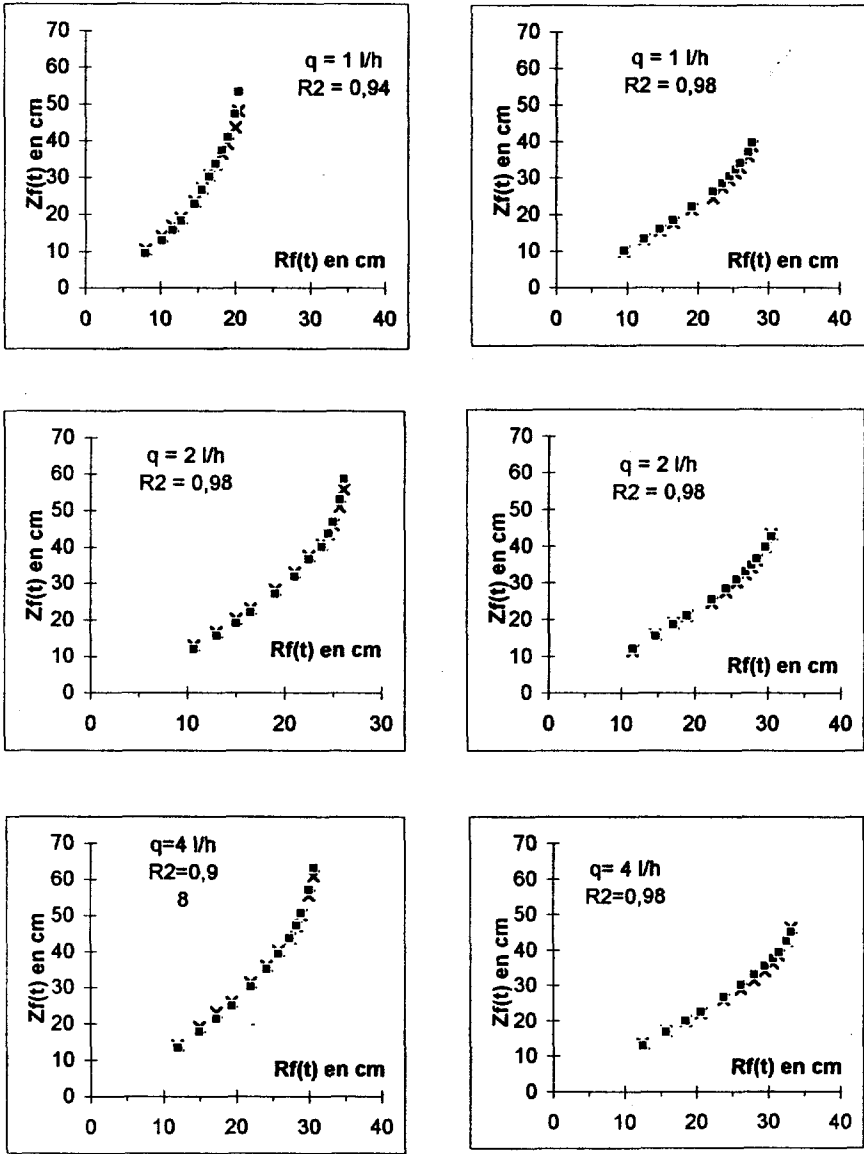 70
60
50
40
30
20
10
0
Zf(t) en cm
q = 1 l/h
R2 = 0,94
Rf(t) en cm
0 10 20 30 40
70
60
50
40
30
20
10
0
Zf(t) en cm
q = 1 l/h
R2 = 0,98
Rf(t) en cm
0 10 20 30 40
70
60
50
40
30
20
10
0
Zf(t) en cm
q = 2 l/h
R2 = 0,98
Rf(t) en cm
0 10 20 30
70
60
50
40
30
20
10
0
Zf(t) en cm
q = 2 l/h
R2 = 0,98
Rf(t) en cm
0 10 20 30 40
70
60
50
40
30
20
10
0
Zf(t) en cm
q=4 l/h
R2=0,9
8
Rf(t) en cm
0 10 20 30 40
70
60
50
40
30
20
10
0
Zf(t) en cm
q= 4 l/h
R2=0,98
Rf(t) en cm
0 10 20 30 40